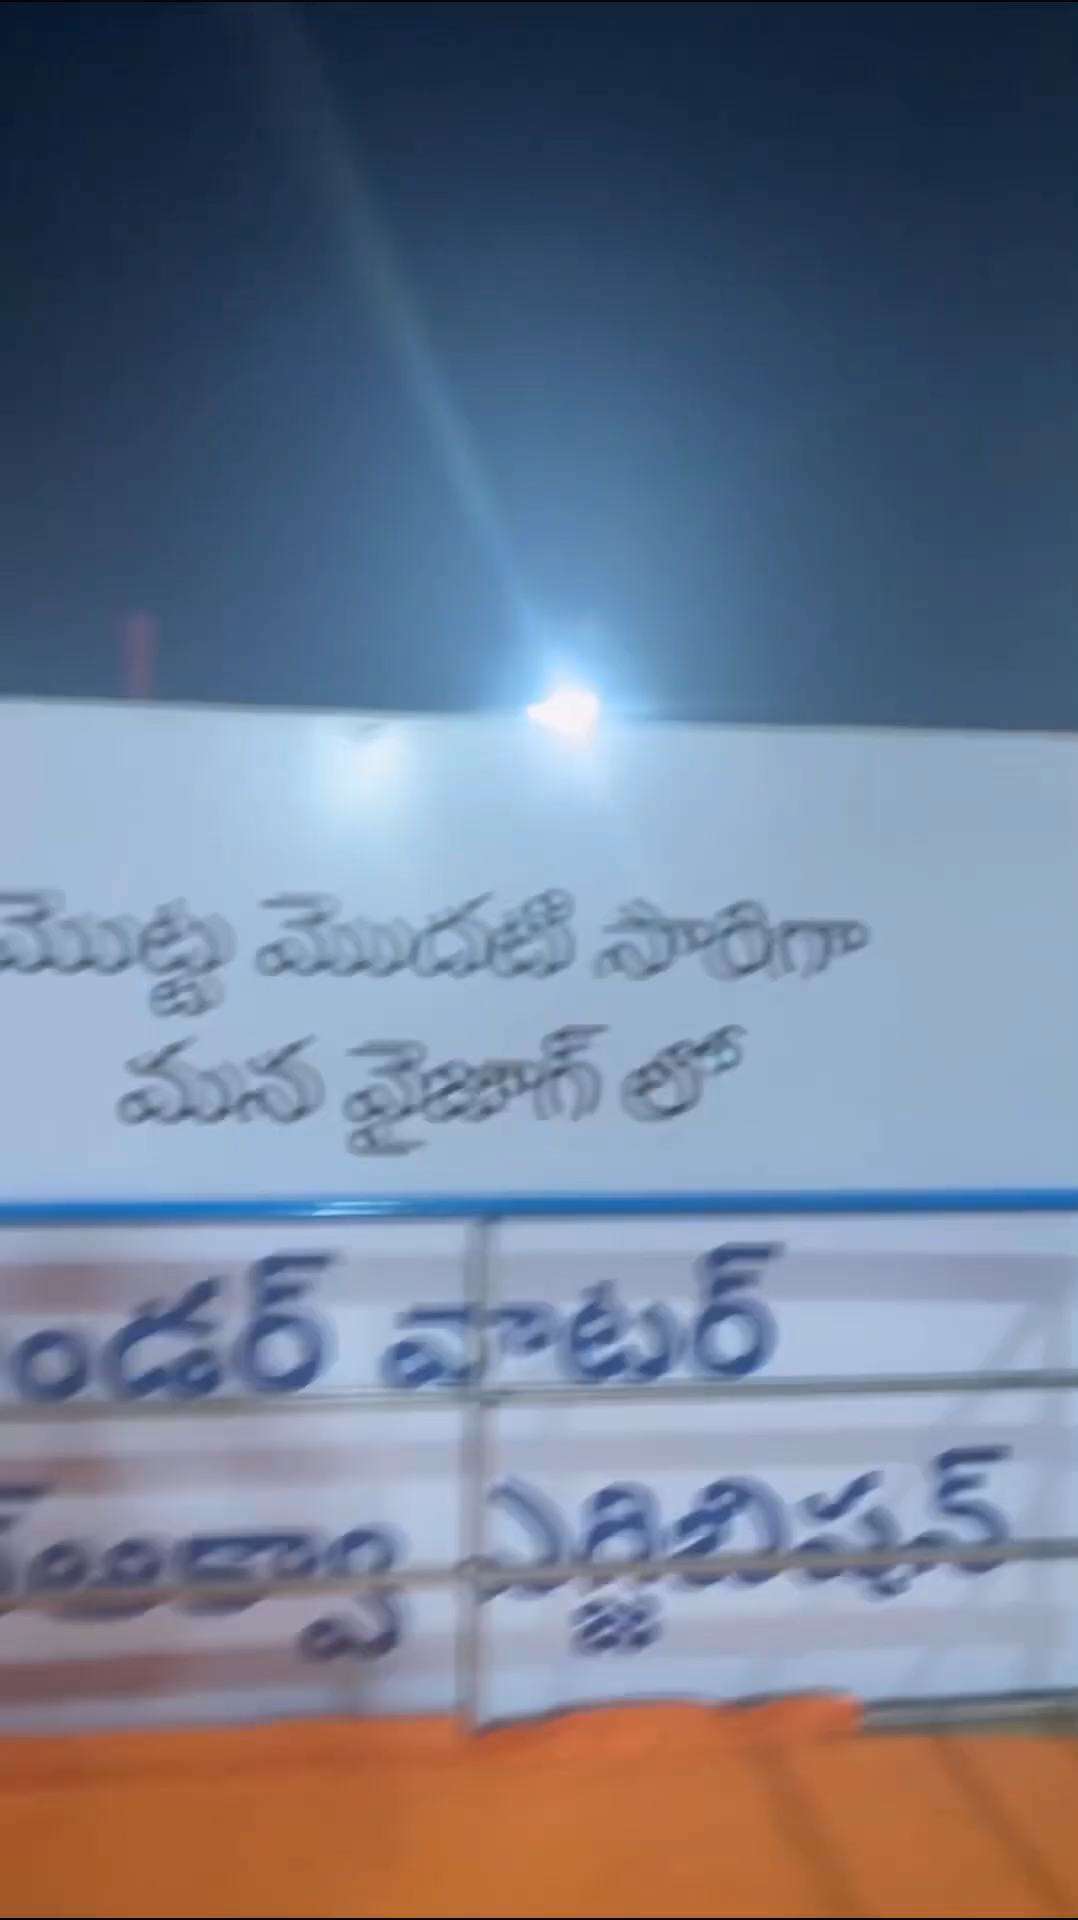 మొట్ట మొదటి సారిగా
మన వైజాగ్ లో
ండర్ వాటర్
ఎగ్జిబిషన్